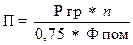 П = Р гр * п
0,75 * Ф пом